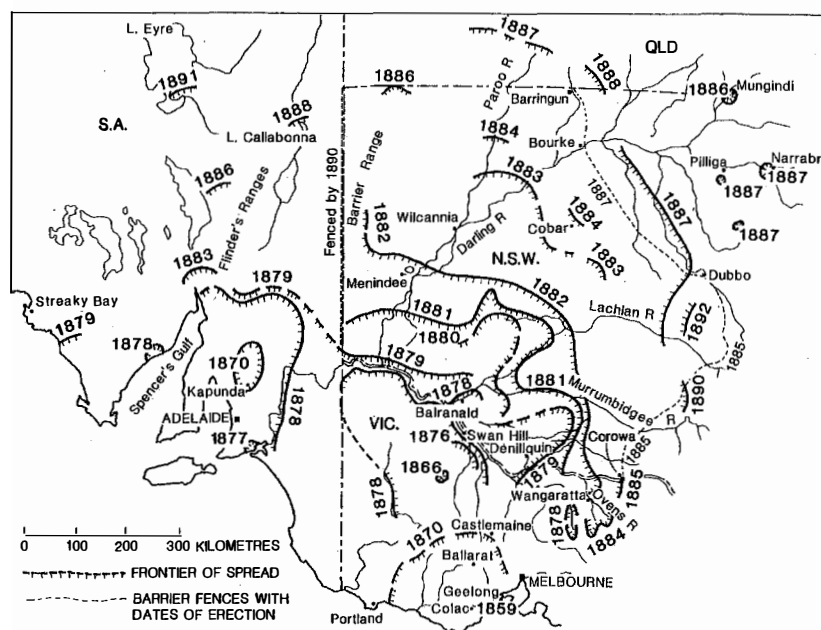 L. Eyre
1887
QLD
1891
1886
Paroo R
1888
Mungindi
1886
Barringun
S.A.
1888
L. Callabonna
Fenced by 1890
Barrier Range
1884
Bourke
Pilliga
Narrabri
1887
1887
1886
Flinder's Ranges
1883
1887
1887
1887
Wilcannia
Darling R
Cobar
1884
1882
1883
N.S.W.
1883
1879
Menindee
Dubbo
Streaky Bay
1879
1881
1882
Lachlan R
1892
1878
Spencer's Gulf
1880
1885
1870
Kapunda
1879
1878
1881
Murrumbidgee R
1890
ADELAIDE
1878
VIC.
Balranald
1877
1876
Swan Hill
Deniliquin
Corowa
1885
1866
1879
1885
Wangaratta
Ovens R
1878
1878
1884
1870
Castlemaine
Ballarat
0 100 200 300 KILOMETRES
FRONTIER OF SPREAD
MELBOURNE
Geelong
BARRIER FENCES WITH
DATES OF ERECTION
Colac
1859
Portland